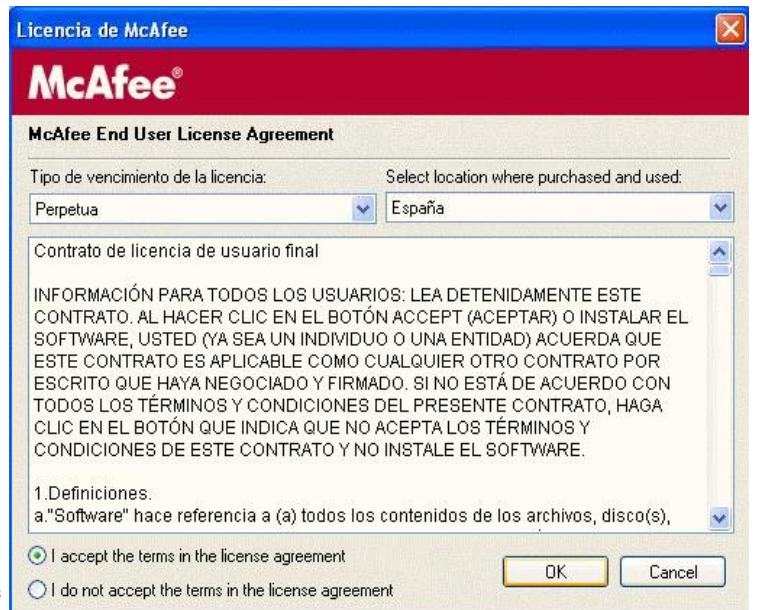 Licencia de McAfee
McAfee®
McAfee End User License Agreement
Tipo de vencimiento de la licencia:
Select location where purchased and used:
Perpetua
España
Contrato de licencia de usuario final
INFORMACIÓN PARA TODOS LOS USUARIOS: LEA DETENIDAMENTE ESTE
CONTRATO. AL HACER CLIC EN EL BOTÓN ACCEPT (ACEPTAR) O INSTALAR EL
SOFTWARE, USTED (YA SEA UN INDIVIDUO O UNA ENTIDAD) ACUERDA QUE
ESTE CONTRATO ES APLICABLE COMO CUALQUIER OTRO CONTRATO POR
ESCRITO QUE HAYA NEGOCIADO Y FIRMADO. SI NO ESTÁ DE ACUERDO CON
TODOS LOS TÉRMINOS Y CONDICIONES DEL PRESENTE CONTRATO, HAGA
CLIC EN EL BOTÓN QUE INDICA QUE NO ACEPTA LOS TÉRMINOS Y
CONDICIONES DE ESTE CONTRATO Y NO INSTALE EL SOFTWARE.
1.Definiciones.
a."Software" hace referencia a (a) todos los contenidos de los archivos, disco(s),
I accept the terms in the license agreement
I do not accept the terms in the license agreement
OK
Cancel